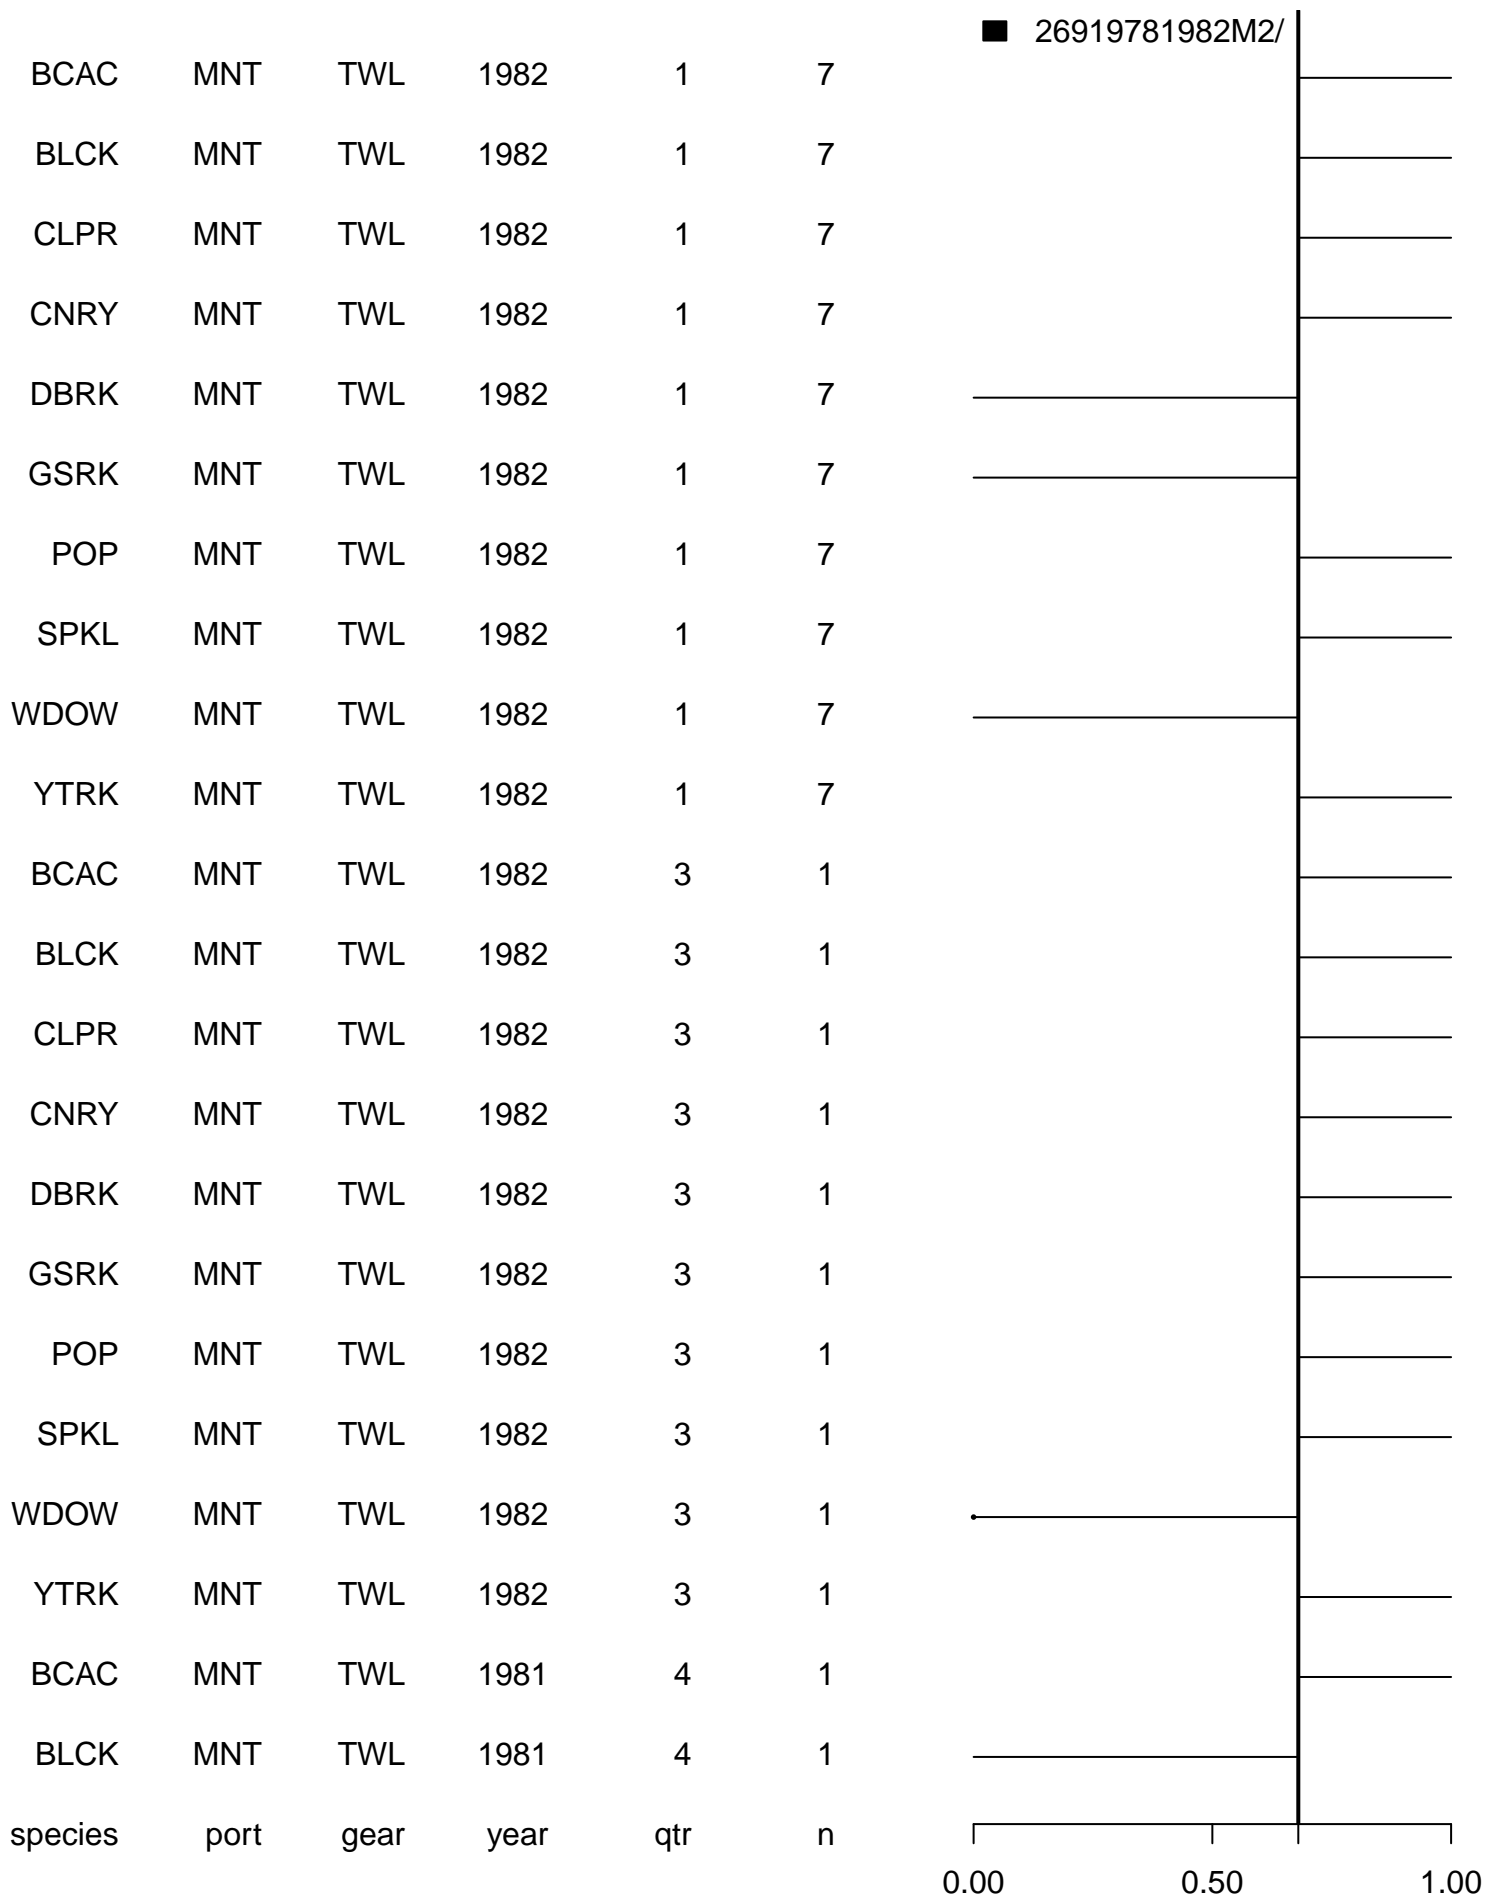 26919781982M2/
BCAC MNT TWL 1982 1 7
BLCK MNT TWL 1982 1 7
CLPR MNT TWL 1982 1 7
CNRY MNT TWL 1982 1 7
DBRK MNT TWL 1982 1 7
GSRK MNT TWL 1982 1 7
POP MNT TWL 1982 1 7
SPKL MNT TWL 1982 1 7
WDOW MNT TWL 1982 1 7
YTRK MNT TWL 1982 1 7
BCAC MNT TWL 1982 3 1
BLCK MNT TWL 1982 3 1
CLPR MNT TWL 1982 3 1
CNRY MNT TWL 1982 3 1
DBRK MNT TWL 1982 3 1
GSRK MNT TWL 1982 3 1
POP MNT TWL 1982 3 1
SPKL MNT TWL 1982 3 1
WDOW MNT TWL 1982 3 1
YTRK MNT TWL 1982 3 1
BCAC MNT TWL 1981 4 1
BLCK MNT TWL 1981 4 1
species port gear year qtr n
0.00 0.50 1.00